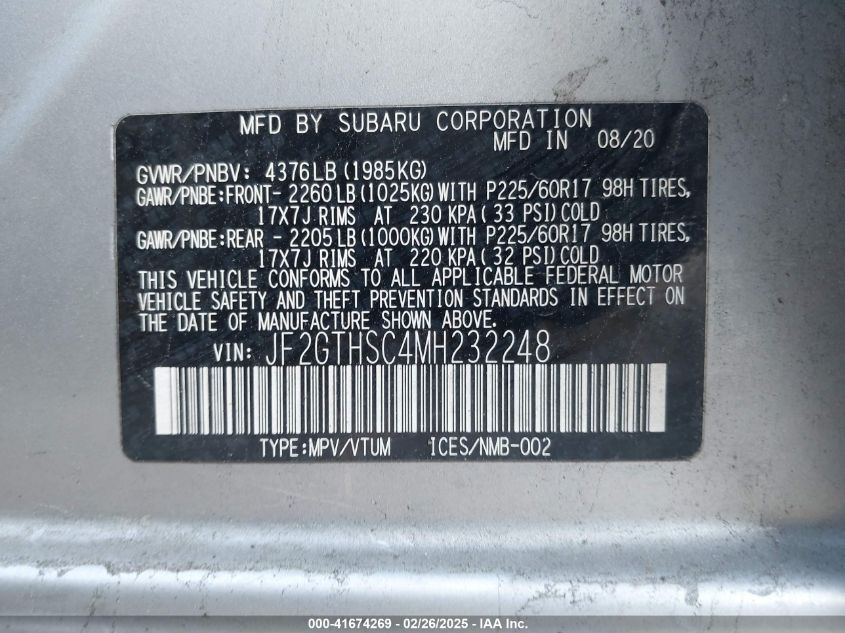 MFD BY SUBARU CORPORATION
MFD IN 08/20
GVWR/PNBV: 4376LB (1985KG)
GAWR/PNBE:FRONT- 2260 LB (1025KG) WITH P225/60R17 98H TIRES,
17X7J RIMS AT 230 KPA ( 33 PSI) COLD
GAWR/PNBE:REAR - 2205 LB (1000KG) WITH P225/60R17 98H TIRES,
17X7J RIMS AT 220 KPA ( 32 PSI) COLD
THIS VEHICLE CONFORMS TO ALL APPLICABLE FEDERAL MOTOR
VEHICLE SAFETY AND THEFT PREVENTION STANDARDS IN EFFECT ON
THE DATE OF MANUFACTURE SHOWN ABOVE.
VIN: JF2GTHSC4MH232248
TYPE:MPV/VTUM ICES/NMB-002
000-41674269 - 02/26/2025 - IAA Inc.